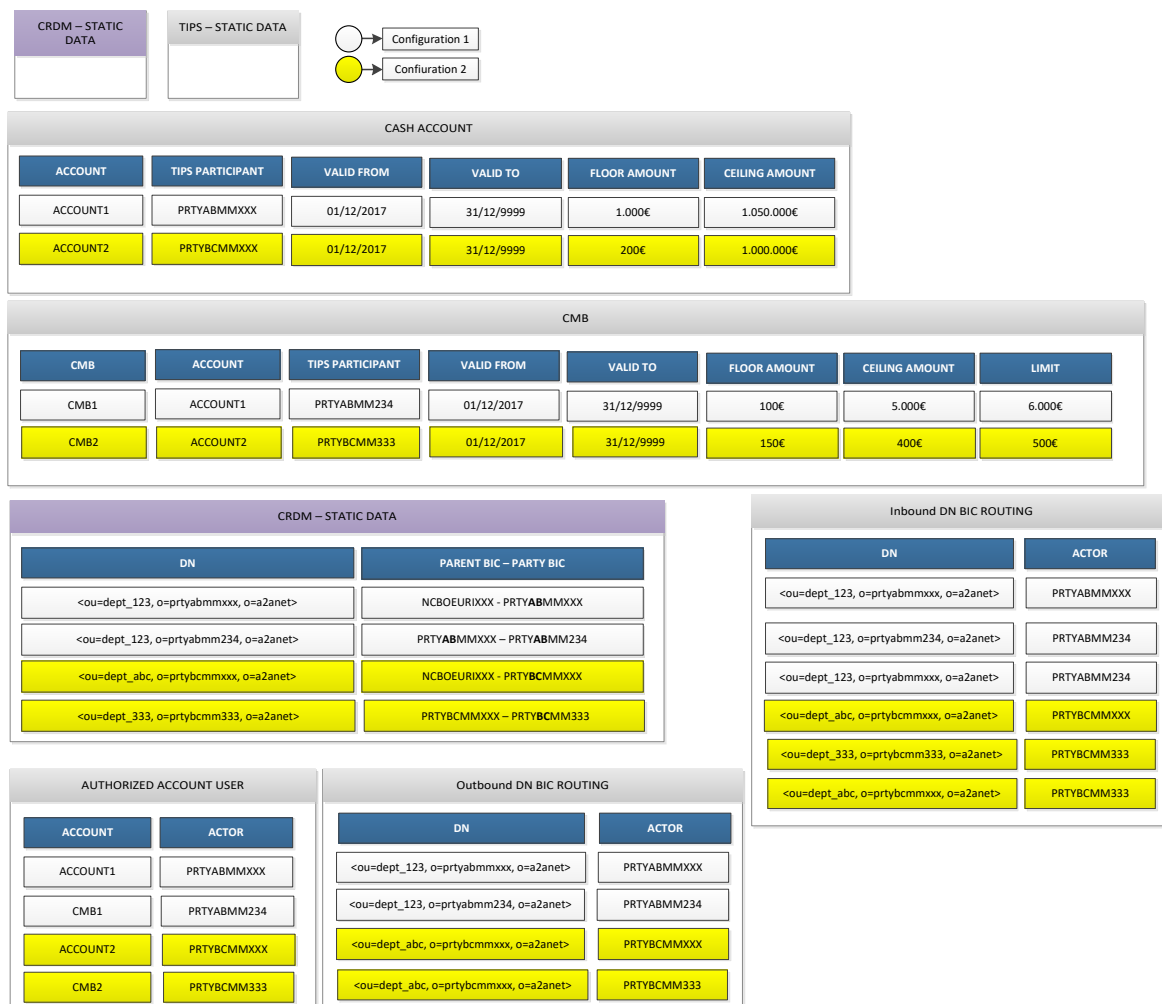 CRDM – STATIC
DATA
TIPS – STATIC DATA
Configuration 1
Confiuration 2
CASH ACCOUNT
ACCOUNT TIPS PARTICIPANT VALID FROM VALID TO FLOOR AMOUNT CEILING AMOUNT
ACCOUNT1 PRTYABMMXXX 01/12/2017 31/12/9999 1.000€ 1.050.000€
ACCOUNT2 PRTYBCMMXXX 01/12/2017 31/12/9999 200€ 1.000.000€
CMB
CMB ACCOUNT TIPS PARTICIPANT VALID FROM VALID TO FLOOR AMOUNT CEILING AMOUNT LIMIT
CMB1 ACCOUNT1 PRTYABMM234 01/12/2017 31/12/9999 100€ 5.000€ 6.000€
CMB2 ACCOUNT2 PRTYBCMM333 01/12/2017 31/12/9999 150€ 400€ 500€
CRDM – STATIC DATA
DN PARENT BIC – PARTY BIC
<ou=dept_123, o=prtyabmmxxx, o=a2anet> NCBOEURIXXX - PRTYABMMXXX
<ou=dept_123, o=prtyabmm234, o=a2anet> PRTYABMMXXX – PRTYABMM234
<ou=dept_abc, o=prtybcmmxxx, o=a2anet> NCBOEURIXXX - PRTYBCMMXXX
<ou=dept_333, o=prtybcmm333, o=a2anet> PRTYBCMMXXX – PRTYBCMM333
Inbound DN BIC ROUTING
DN ACTOR
<ou=dept_123, o=prtyabmmxxx, o=a2anet> PRTYABMMXXX
<ou=dept_123, o=prtyabmm234, o=a2anet> PRTYABMM234
<ou=dept_123, o=prtyabmmxxx, o=a2anet> PRTYABMM234
<ou=dept_abc, o=prtybcmmxxx, o=a2anet> PRTYBCMMXXX
<ou=dept_333, o=prtybcmm333, o=a2anet> PRTYBCMM333
<ou=dept_abc, o=prtybcmmxxx, o=a2anet> PRTYBCMM333
AUTHORIZED ACCOUNT USER
ACCOUNT ACTOR
ACCOUNT1 PRTYABMMXXX
CMB1 PRTYABMM234
ACCOUNT2 PRTYBCMMXXX
CMB2 PRTYBCMM333
Outbound DN BIC ROUTING
DN ACTOR
<ou=dept_123, o=prtyabmmxxx, o=a2anet> PRTYABMMXXX
<ou=dept_123, o=prtyabmm234, o=a2anet> PRTYABMM234
<ou=dept_abc, o=prtybcmmxxx, o=a2anet> PRTYBCMMXXX
<ou=dept_abc, o=prtybcmmxxx, o=a2anet> PRTYBCMM333